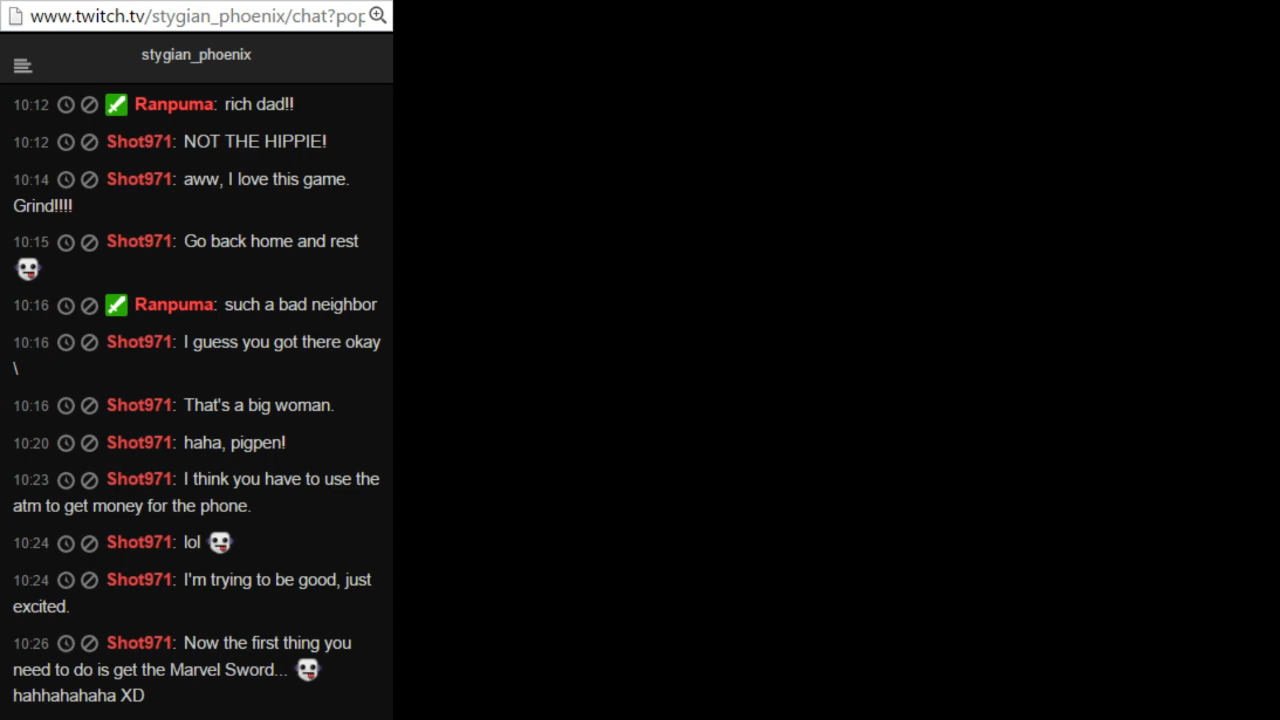 www.twitch.tv/stygian_phoenix/chat?pop
stygian_phoenix
10:12 Ranpuma: rich dad!!
10:12 Shot971: NOT THE HIPPIE!
10:14 Shot971: aww, I love this game.
Grind!!!!
10:15 Shot971: Go back home and rest
10:16 Ranpuma: such a bad neighbor
10:16 Shot971: I guess you got there okay
\
10:16 Shot971: That's a big woman.
10:20 Shot971: haha, pigpen!
10:23 Shot971: I think you have to use the
atm to get money for the phone.
10:24 Shot971: lol
10:24 Shot971: I'm trying to be good, just
excited.
10:26 Shot971: Now the first thing you
need to do is get the Marvel Sword...
hahhahahaha XD